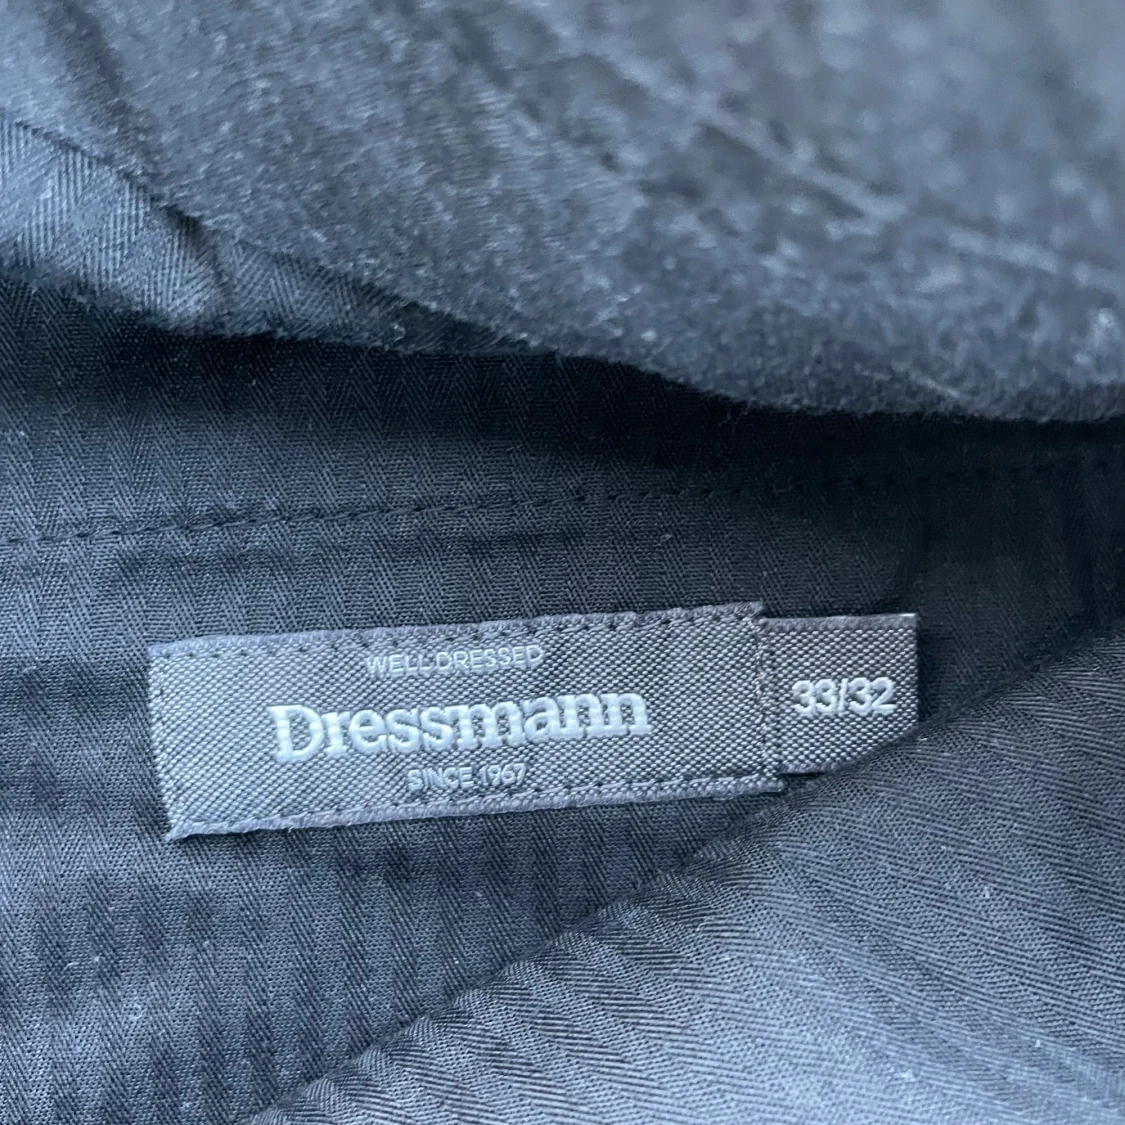 WELL-DRESSED
Dressmann
SINCE 1967
33/32